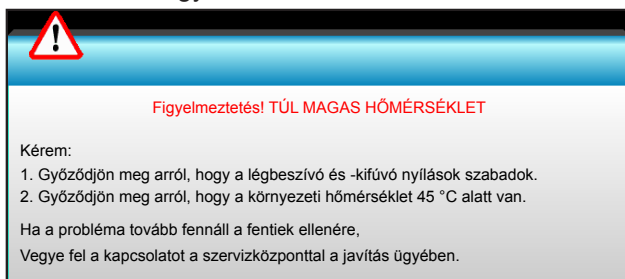 Figyelmeztetés! TÚL MAGAS HŐMÉRSÉKLET
Kérem:
1. Győződjön meg arról, hogy a légbeszívó és -kifúvó nyílások szabadok.
2. Győződjön meg arról, hogy a környezeti hőmérséklet 45 °C alatt van.
Ha a probléma tovább fennáll a fentiek ellenére,
Vegye fel a kapcsolatot a szervizközponttal a javítás ügyében.